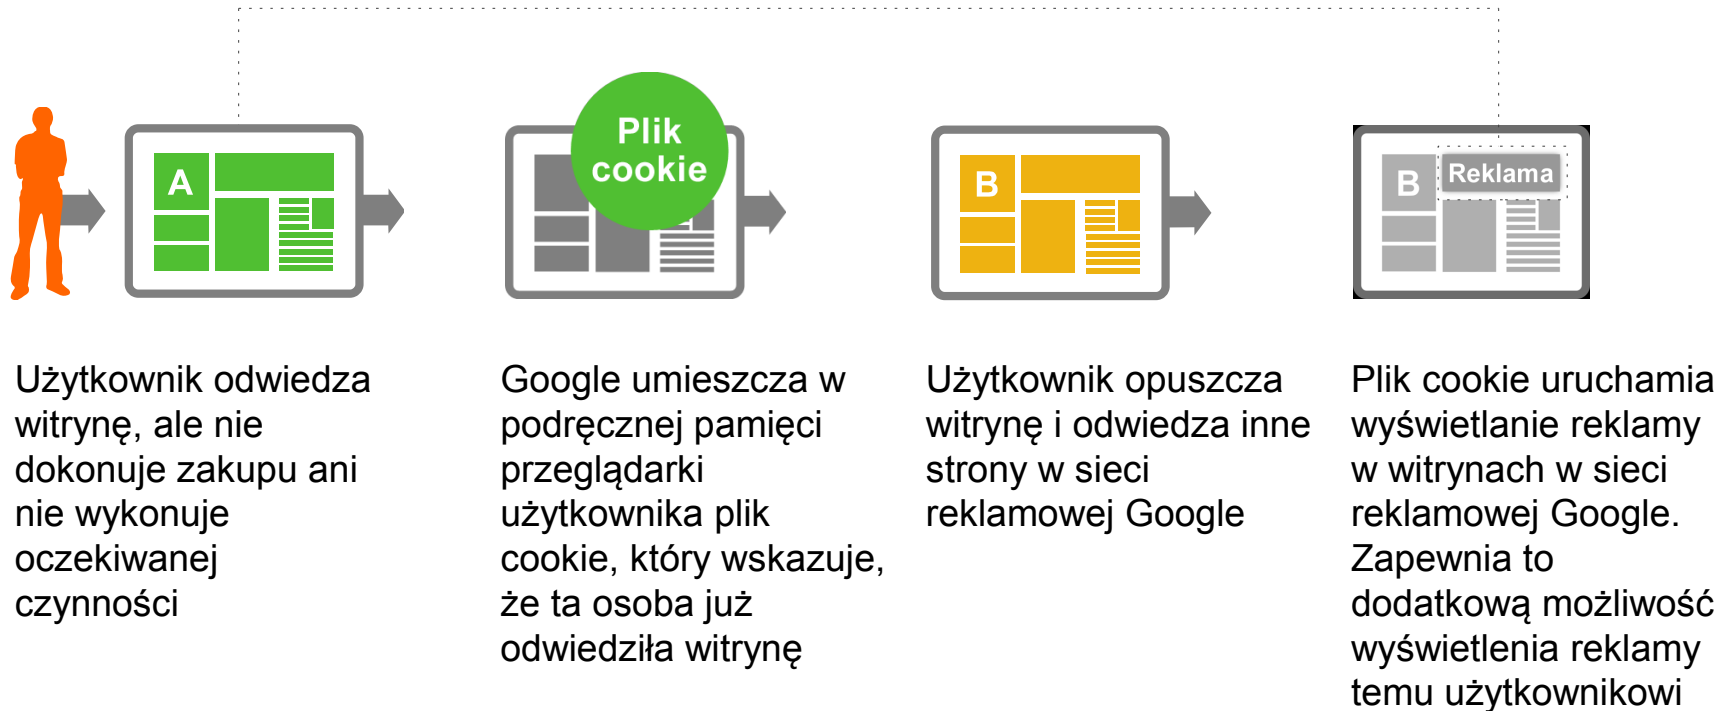 A
Plik
cookie
B
B
Reklama
Użytkownik odwiedza
witrynę, ale nie
dokonuje zakupu ani
nie wykonuje
oczekiwanej
czynności
Google umieszcza w
podręcznej pamięci
przeglądarki
użytkownika plik
cookie, który wskazuje,
że ta osoba już
odwiedziła witrynę
Użytkownik opuszcza
witrynę i odwiedza inne
strony w sieci
reklamowej Google
Plik cookie uruchamia
wyświetlanie reklamy
w witrynach w sieci
reklamowej Google.
Zapewnia to
dodatkową możliwość
wyświetlenia reklamy
temu użytkownikowi